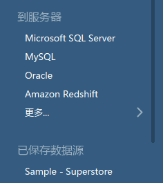 到服务器
Microsoft SQL Server
MySQL
Oracle
Amazon Redshift
更多...
已保存数据源
Sample - Superstore